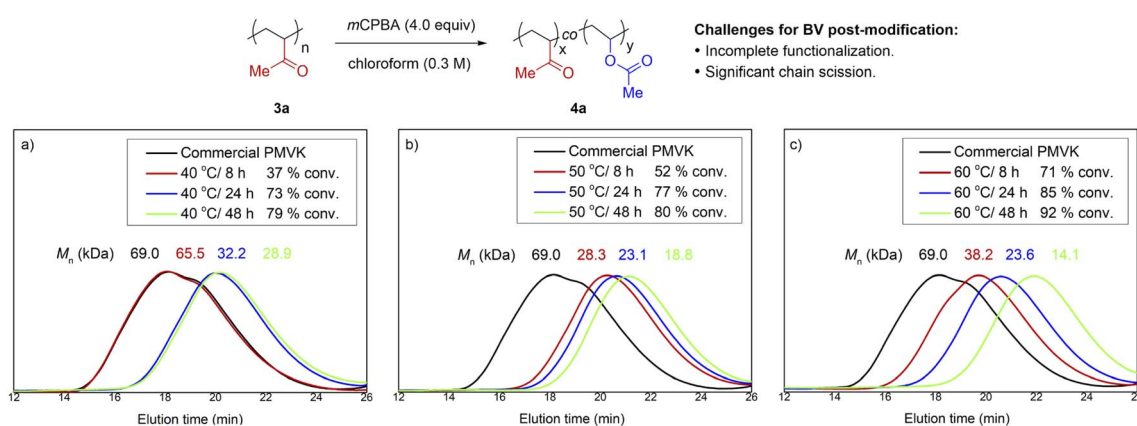 mCPBA (4.0 equiv)
chloroform (0.3 M)
n
Me
O
3a
co
x
y
Me
O
O
O
Me
4a
Challenges for BV post-modification:
• Incomplete functionalization.
• Significant chain scission.
a)
Commercial PMVK
40 °C/ 8 h 37 % conv.
40 °C/ 24 h 73 % conv.
40 °C/ 48 h 79 % conv.
Mn (kDa) 69.0 65.5 32.2 28.9
12 14 16 18 20 22 24 26
Elution time (min)
b)
Commercial PMVK
50 °C/ 8 h 52 % conv.
50 °C/ 24 h 77 % conv.
50 °C/ 48 h 80 % conv.
Mn (kDa) 69.0 28.3 23.1 18.8
12 14 16 18 20 22 24 26
Elution time (min)
c)
Commercial PMVK
60 °C/ 8 h 71 % conv.
60 °C/ 24 h 85 % conv.
60 °C/ 48 h 92 % conv.
Mn (kDa) 69.0 38.2 23.6 14.1
12 14 16 18 20 22 24 26
Elution time (min)